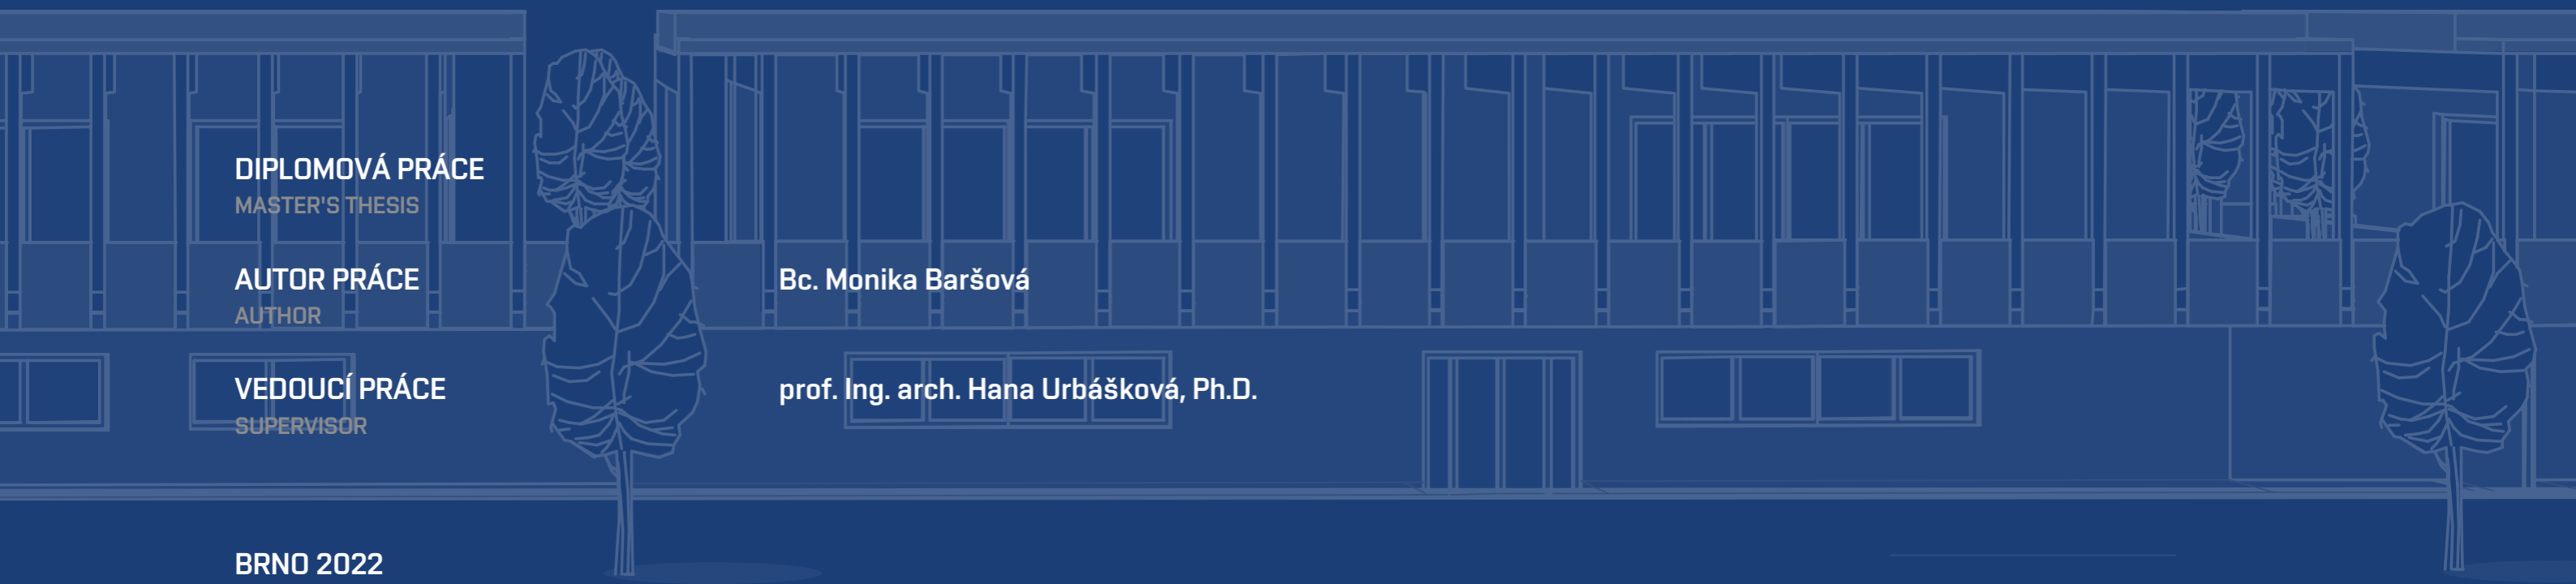 DIPLOMOVÁ PRÁCE
MASTER'S THESIS
AUTOR PRÁCE
AUTHOR
Bc. Monika Baršová
VEDOUCÍ PRÁCE
SUPERVISOR
prof. Ing. arch. Hana Urbášková, Ph.D.
BRNO 2022